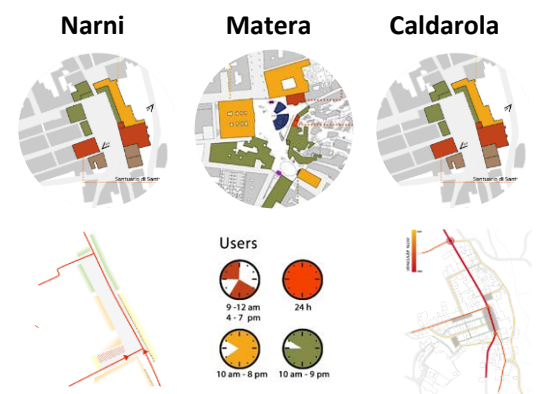 Narni
Matera
Caldarola
Santuario di Sant'
Santuario di Sant'
Users
9 -12 am
4 - 7 pm
24 h
10 am - 8 pm
10 am - 9 pm